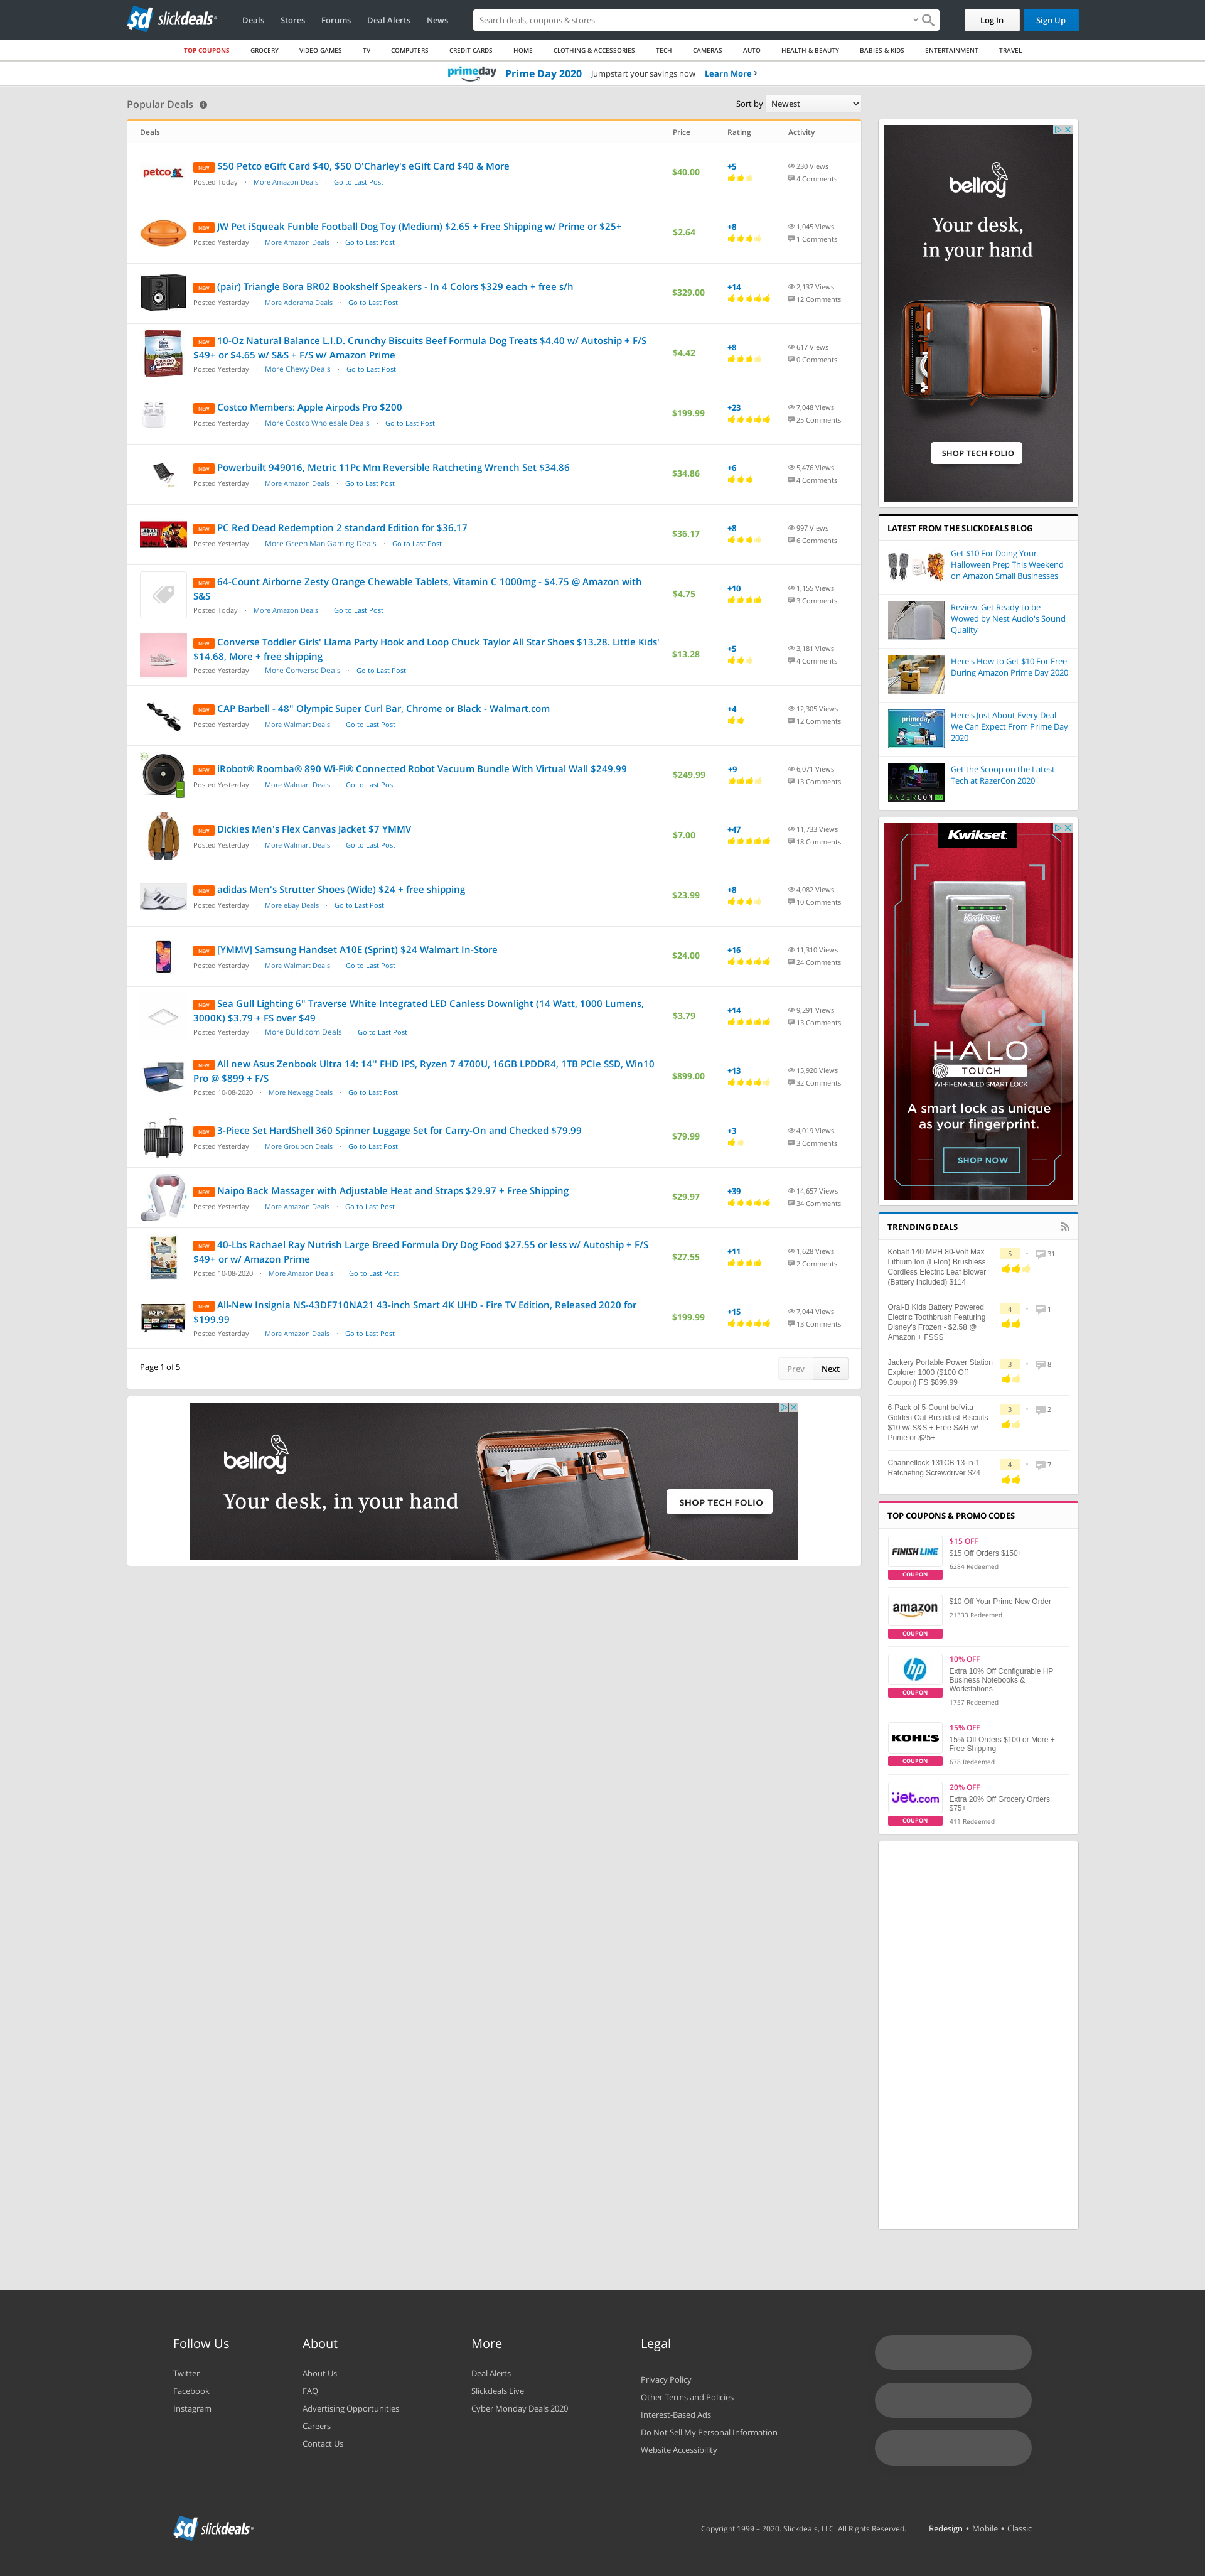 sd slickdeals
Deals Stores Forums Deal Alerts News
Search deals, coupons & stores
Log In
Sign Up
TOP COUPONS GROCERY VIDEO GAMES TV COMPUTERS CREDIT CARDS HOME CLOTHING & ACCESSORIES TECH CAMERAS AUTO HEALTH & BEAUTY BABIES & KIDS ENTERTAINMENT TRAVEL
primeday Prime Day 2020 Jumpstart your savings now Learn More ›
Popular Deals
Sort by Newest
Deals Price Rating Activity
petco
NEW $50 Petco eGift Card $40, $50 O'Charley's eGift Card $40 & More
Posted Today · More Amazon Deals · Go to Last Post
$40.00
+5
230 Views
4 Comments
NEW JW Pet iSqueak Funble Football Dog Toy (Medium) $2.65 + Free Shipping w/ Prime or $25+
Posted Yesterday · More Amazon Deals · Go to Last Post
$2.64
+8
1,045 Views
1 Comments
NEW (pair) Triangle Bora BR02 Bookshelf Speakers - In 4 Colors $329 each + free s/h
Posted Yesterday · More Adorama Deals · Go to Last Post
$329.00
+14
2,137 Views
12 Comments
NEW 10-Oz Natural Balance L.I.D. Crunchy Biscuits Beef Formula Dog Treats $4.40 w/ Autoship + F/S
$49+ or $4.65 w/ S&S + F/S w/ Amazon Prime
Posted Yesterday · More Chewy Deals · Go to Last Post
$4.42
+8
617 Views
0 Comments
NEW Costco Members: Apple Airpods Pro $200
Posted Yesterday · More Costco Wholesale Deals · Go to Last Post
$199.99
+23
7,048 Views
25 Comments
NEW Powerbuilt 949016, Metric 11Pc Mm Reversible Ratcheting Wrench Set $34.86
Posted Yesterday · More Amazon Deals · Go to Last Post
$34.86
+6
5,476 Views
4 Comments
NEW PC Red Dead Redemption 2 standard Edition for $36.17
Posted Yesterday · More Green Man Gaming Deals · Go to Last Post
$36.17
+8
997 Views
6 Comments
NEW 64-Count Airborne Zesty Orange Chewable Tablets, Vitamin C 1000mg - $4.75 @ Amazon with
S&S
Posted Today · More Amazon Deals · Go to Last Post
$4.75
+10
1,155 Views
3 Comments
NEW Converse Toddler Girls' Llama Party Hook and Loop Chuck Taylor All Star Shoes $13.28. Little Kids'
$14.68, More + free shipping
Posted Yesterday · More Converse Deals · Go to Last Post
$13.28
+5
3,181 Views
4 Comments
NEW CAP Barbell - 48" Olympic Super Curl Bar, Chrome or Black - Walmart.com
Posted Yesterday · More Walmart Deals · Go to Last Post
+4
12,305 Views
12 Comments
NEW iRobot® Roomba® 890 Wi-Fi® Connected Robot Vacuum Bundle With Virtual Wall $249.99
Posted Yesterday · More Walmart Deals · Go to Last Post
$249.99
+9
6,071 Views
13 Comments
NEW Dickies Men's Flex Canvas Jacket $7 YMMV
Posted Yesterday · More Walmart Deals · Go to Last Post
$7.00
+47
11,733 Views
18 Comments
NEW adidas Men's Strutter Shoes (Wide) $24 + free shipping
Posted Yesterday · More eBay Deals · Go to Last Post
$23.99
+8
4,082 Views
10 Comments
NEW [YMMV] Samsung Handset A10E (Sprint) $24 Walmart In-Store
Posted Yesterday · More Walmart Deals · Go to Last Post
$24.00
+16
11,310 Views
24 Comments
NEW Sea Gull Lighting 6" Traverse White Integrated LED Canless Downlight (14 Watt, 1000 Lumens,
3000K) $3.79 + FS over $49
Posted Yesterday · More Build.com Deals · Go to Last Post
$3.79
+14
9,291 Views
13 Comments
NEW All new Asus Zenbook Ultra 14: 14'' FHD IPS, Ryzen 7 4700U, 16GB LPDDR4, 1TB PCIe SSD, Win10
Pro @ $899 + F/S
Posted 10-08-2020 · More Newegg Deals · Go to Last Post
$899.00
+13
15,920 Views
32 Comments
NEW 3-Piece Set HardShell 360 Spinner Luggage Set for Carry-On and Checked $79.99
Posted Yesterday · More Groupon Deals · Go to Last Post
$79.99
+3
4,019 Views
3 Comments
NEW Naipo Back Massager with Adjustable Heat and Straps $29.97 + Free Shipping
Posted Yesterday · More Amazon Deals · Go to Last Post
$29.97
+39
14,657 Views
34 Comments
NEW 40-Lbs Rachael Ray Nutrish Large Breed Formula Dry Dog Food $27.55 or less w/ Autoship + F/S
$49+ or w/ Amazon Prime
Posted 10-08-2020 · More Amazon Deals · Go to Last Post
$27.55
+11
1,628 Views
2 Comments
NEW All-New Insignia NS-43DF710NA21 43-inch Smart 4K UHD - Fire TV Edition, Released 2020 for
$199.99
Posted Yesterday · More Amazon Deals · Go to Last Post
$199.99
+15
7,044 Views
13 Comments
Page 1 of 5
Prev Next
bellroy
Your desk, in your hand
SHOP TECH FOLIO
bellroy
Your desk,
in your hand
SHOP TECH FOLIO
LATEST FROM THE SLICKDEALS BLOG
Get $10 For Doing Your
Halloween Prep This Weekend
on Amazon Small Businesses
Review: Get Ready to be
Wowed by Nest Audio's Sound
Quality
Here's How to Get $10 For Free
During Amazon Prime Day 2020
primeday
Here's Just About Every Deal
We Can Expect From Prime Day
2020
RAZERCON
Get the Scoop on the Latest
Tech at RazerCon 2020
Kwikset
Kwikset
HALO
TOUCH
WI-FI-ENABLED SMART LOCK
A smart lock as unique
as your fingerprint.
SHOP NOW
TRENDING DEALS
Kobalt 140 MPH 80-Volt Max
Lithium Ion (Li-Ion) Brushless
Cordless Electric Leaf Blower
(Battery Included) $114
5 · 31
Oral-B Kids Battery Powered
Electric Toothbrush Featuring
Disney's Frozen - $2.58 @
Amazon + FSSS
4 · 1
Jackery Portable Power Station
Explorer 1000 ($100 Off
Coupon) FS $899.99
3 · 8
6-Pack of 5-Count belVita
Golden Oat Breakfast Biscuits
$10 w/ S&S + Free S&H w/
Prime or $25+
3 · 2
Channellock 131CB 13-in-1
Ratcheting Screwdriver $24
4 · 7
TOP COUPONS & PROMO CODES
FINISH LINE
COUPON
$15 OFF
$15 Off Orders $150+
6284 Redeemed
amazon
COUPON
$10 Off Your Prime Now Order
21333 Redeemed
hp
COUPON
10% OFF
Extra 10% Off Configurable HP
Business Notebooks &
Workstations
1757 Redeemed
KOHL'S
COUPON
15% OFF
15% Off Orders $100 or More +
Free Shipping
678 Redeemed
jet.com
COUPON
20% OFF
Extra 20% Off Grocery Orders
$75+
411 Redeemed
Follow Us
Twitter
Facebook
Instagram
About
About Us
FAQ
Advertising Opportunities
Careers
Contact Us
More
Deal Alerts
Slickdeals Live
Cyber Monday Deals 2020
Legal
Privacy Policy
Other Terms and Policies
Interest-Based Ads
Do Not Sell My Personal Information
Website Accessibility
sd slickdeals
Copyright 1999 – 2020. Slickdeals, LLC. All Rights Reserved.
Redesign • Mobile • Classic